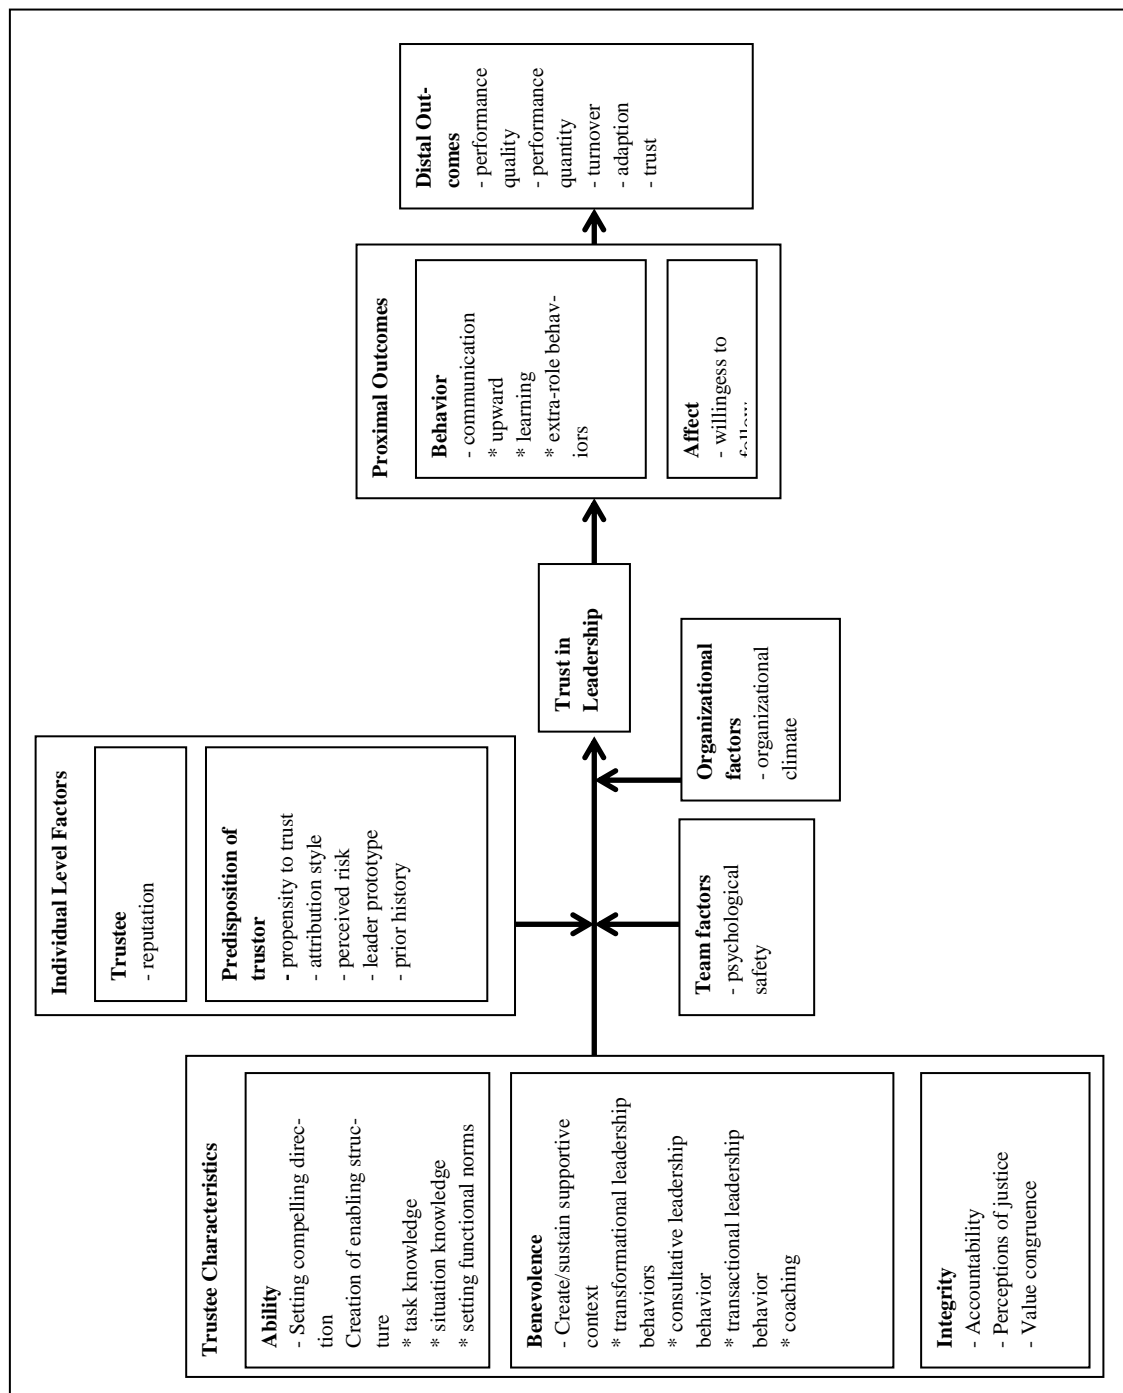 Trustee Characteristics
Ability
- Setting compelling direc-
tion
Creation of enabling struc-
ture
* task knowledge
* situation knowledge
* setting functional norms
Benevolence
- Create/sustain supportive
context
* transformational leadership
behaviors
* consultative leadership
behavior
* transactional leadership
behavior
* coaching
Integrity
- Accountability
- Perceptions of justice
- Value congruence
Individual Level Factors
Trustee
- reputation
Predisposition of
trustor
- propensity to trust
- attribution style
- perceived risk
- leader prototype
- prior history
Team factors
- psychological
safety
Organizational
factors
- organizational
climate
Trust in
Leadership
Proximal Outcomes
Behavior
- communication
* upward
* learning
* extra-role behav-
iors
Affect
- willingess to
Distal Out-
comes
- performance
quality
- performance
quantity
- turnover
- adaption
- trust